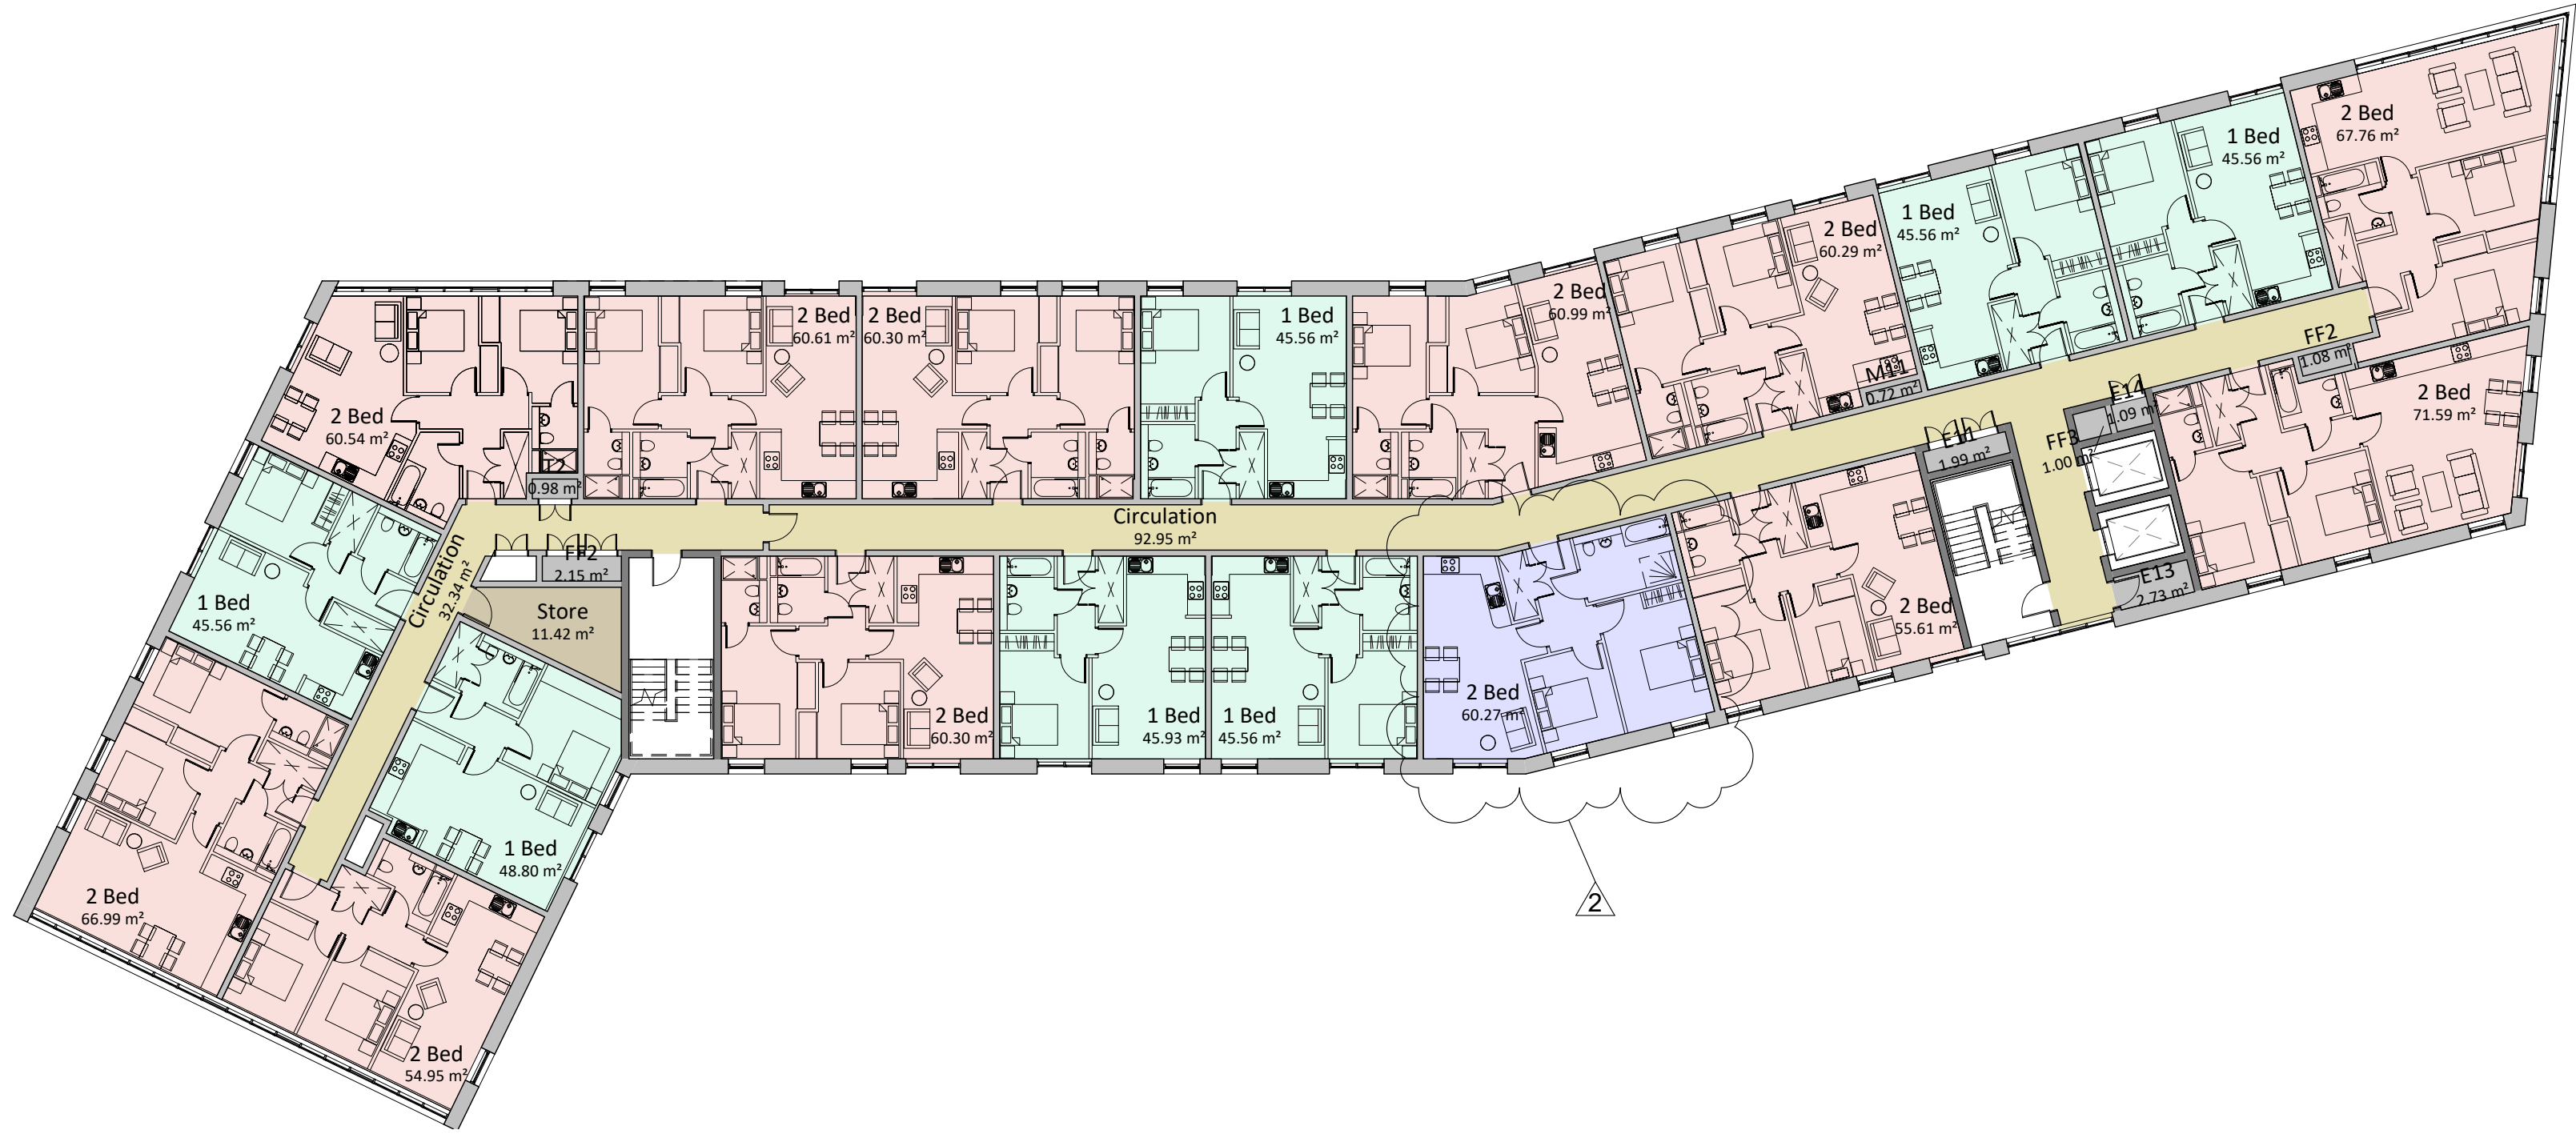 2 Bed
67.76 m²
1 Bed
45.56 m²
1 Bed
45.56 m²
2 Bed
60.29 m²
2 Bed
60.99 m²
1 Bed
45.56 m²
2 Bed
60.30 m²
2 Bed
60.61 m²
2 Bed
60.54 m²
T2
0.98 m²
M11
0.72 m²
FF2
1.08 m²
E14
1.09 m²
2 Bed
71.59 m²
FF3
1.00 m²
E11
1.99 m²
E13
2.73 m²
Circulation
92.95 m²
Circulation
32.34 m²
FF2
2.15 m²
Store
11.42 m²
1 Bed
45.56 m²
2 Bed
55.61 m²
2 Bed
60.27 m²
1 Bed
45.56 m²
1 Bed
45.93 m²
2 Bed
60.30 m²
1 Bed
48.80 m²
2 Bed
66.99 m²
2 Bed
54.95 m²
2